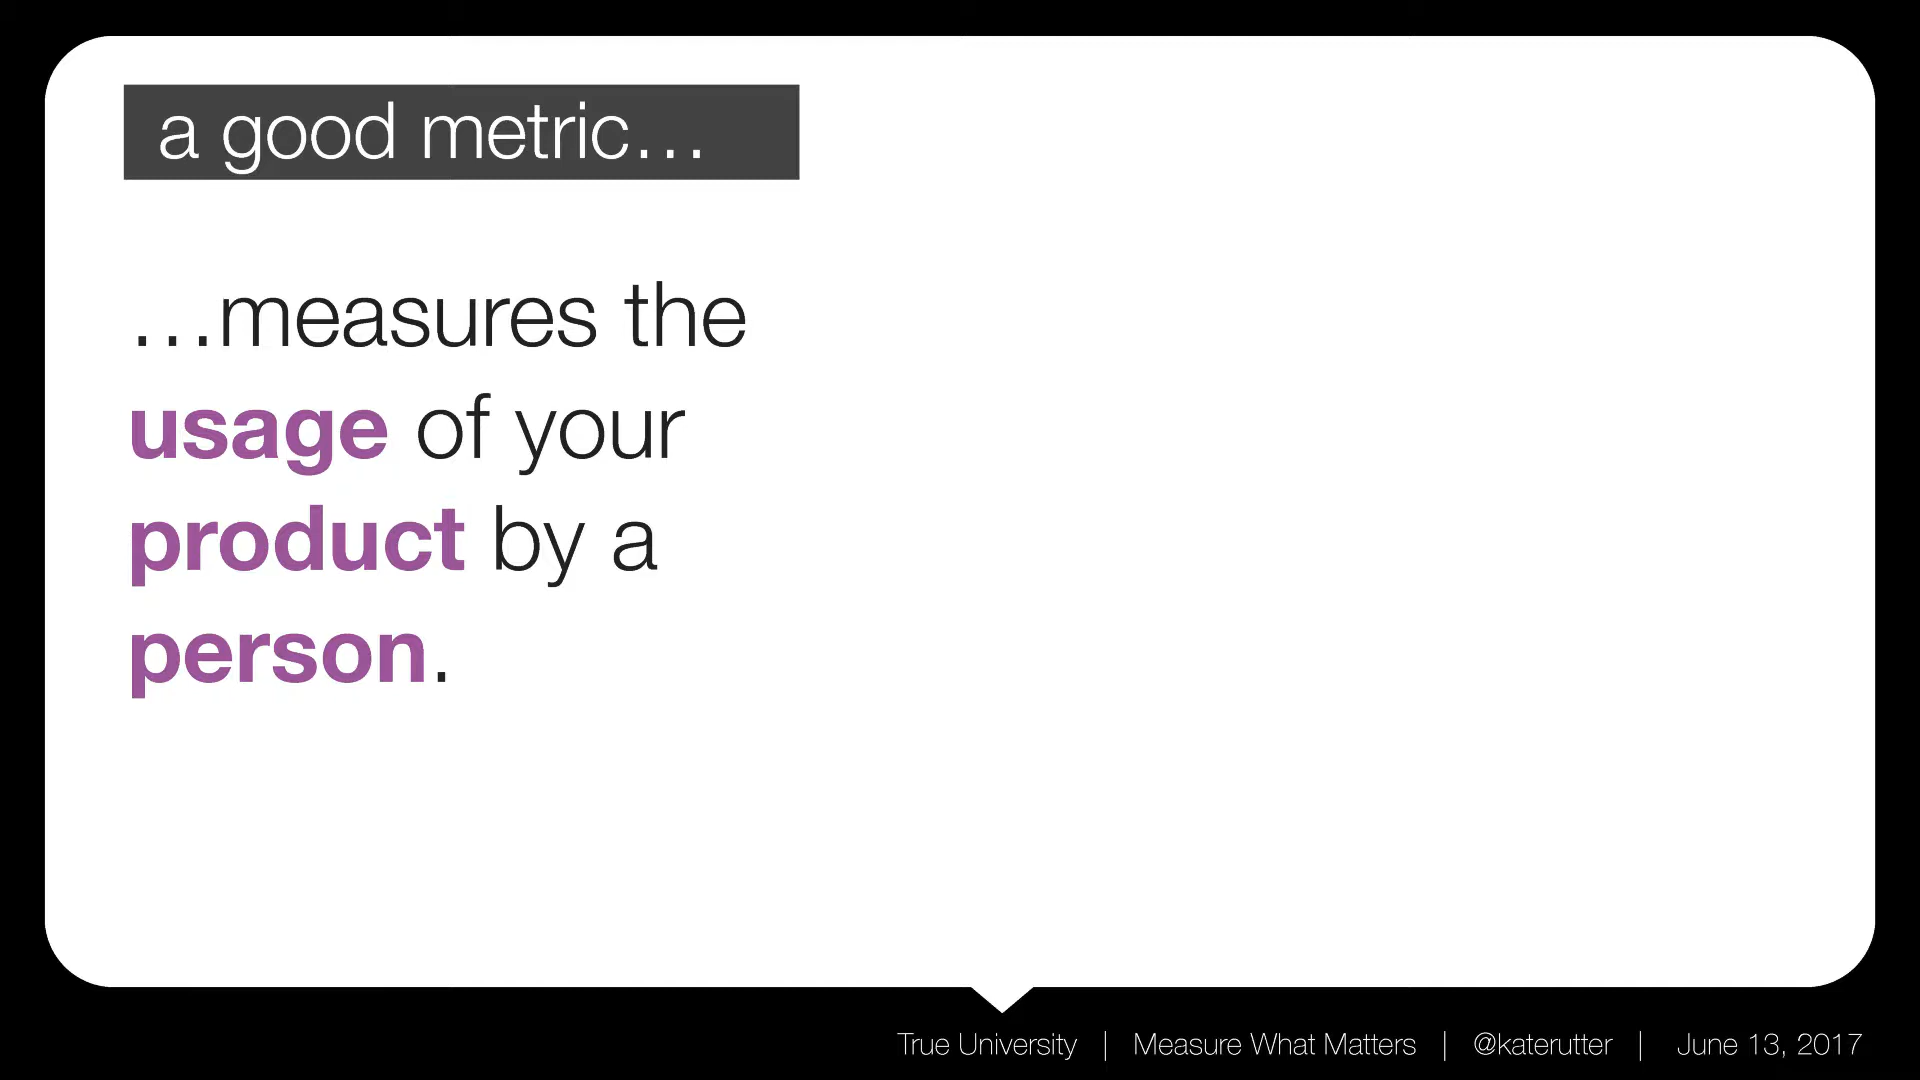 a good metric…
…measures the
usage of your
product by a
person.
True University | Measure What Matters | @katerutter | June 13, 2017